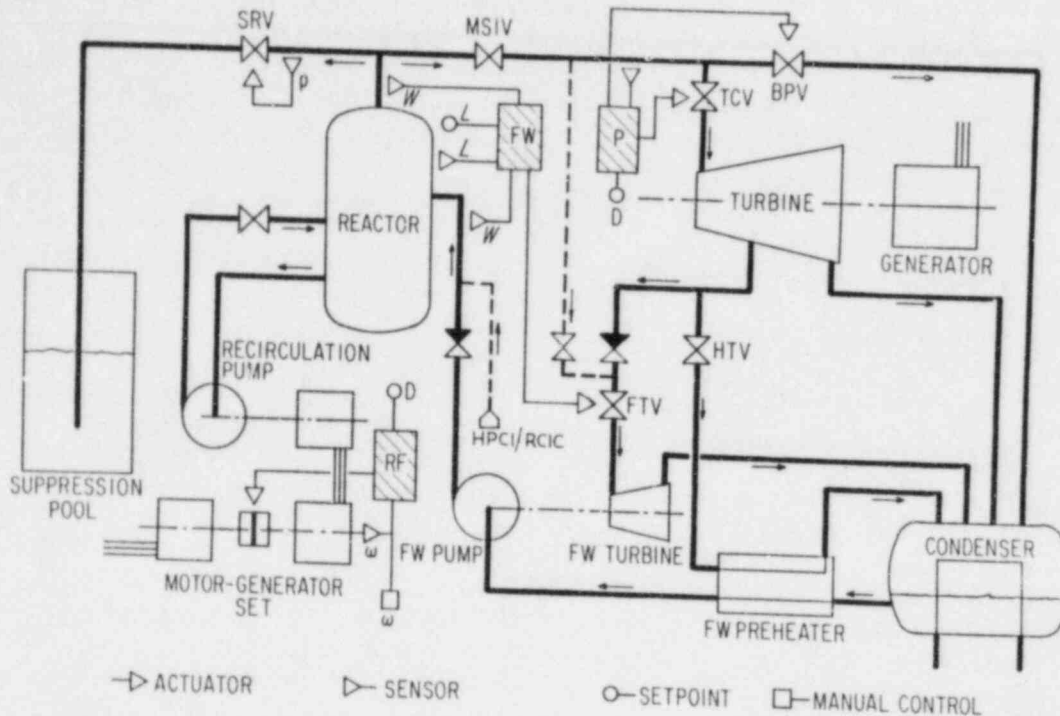 SRV
MSIV
P
W
TCV
BPV
L
FW
P
L
D
W
REACTOR
TURBINE
GENERATOR
RECIRCULATION
PUMP
HTV
D
FTV
HPCI/RCIC
RF
SUPPRESSION
POOL
ω
FW PUMP
FW TURBINE
CONDENSER
MOTOR-GENERATOR
SET
ω
FW PREHEATER
ACTUATOR
SENSOR
SETPOINT
MANUAL CONTROL